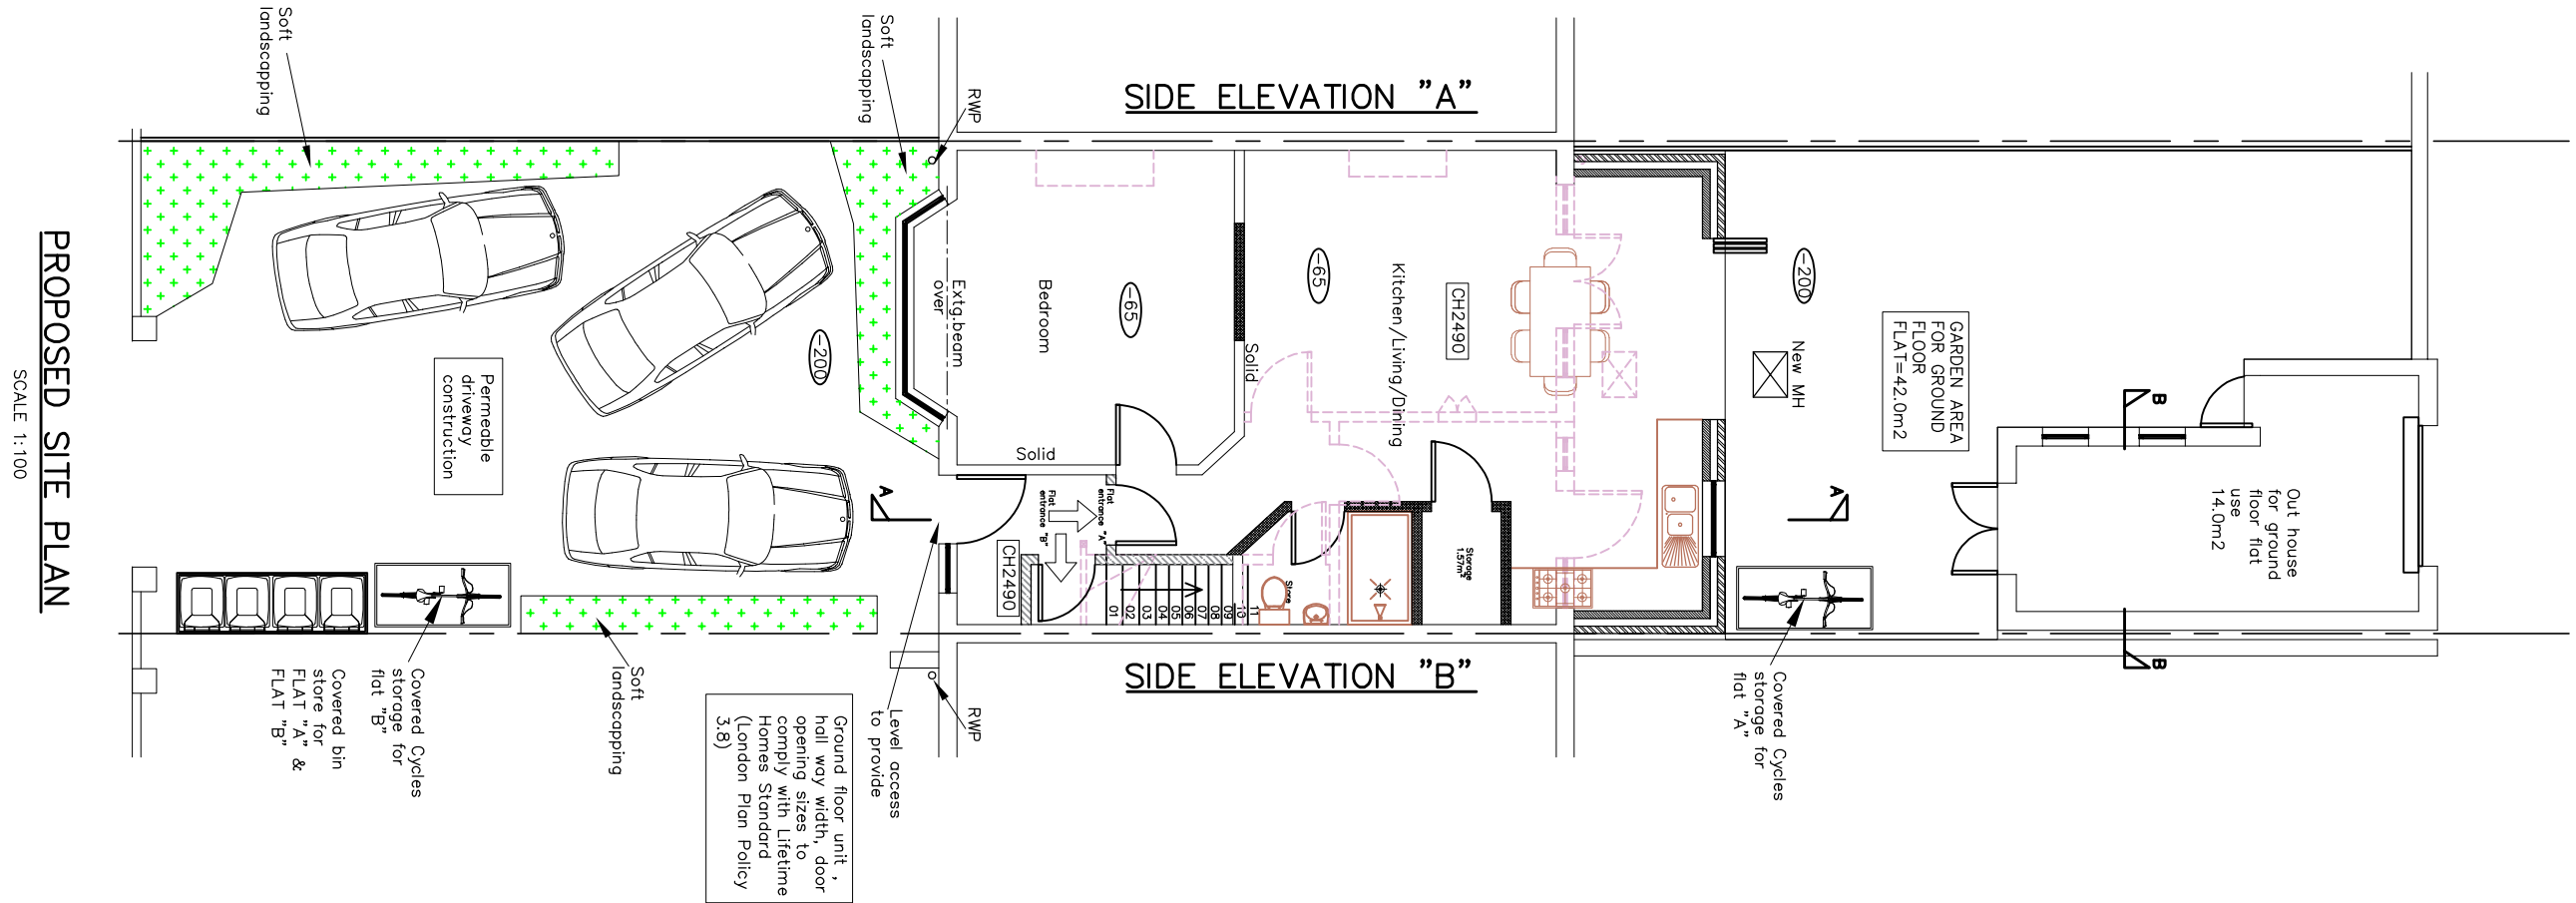 Soft
landscapping
Soft
landscapping
RWP
SIDE ELEVATION "A"
PROPOSED SITE PLAN
SCALE 1:100
Permeable
driveway
construction
-200
Extg.beam
over
Bedroom
-65
Solid
Solid
-65
Kitchen/Living/Dining
CH2490
-200
New MH
GARDEN AREA
FOR GROUND
FLOOR
FLAT=42.0m2
B
Out house
for ground
floor flat
use
14.0m2
A
A
Flat
entrance "A"
Flat
entrance "B"
CH2490
01
02
03
04
05
06
07
08
09
10
11
Store
Storage
1.57m²
B
SIDE ELEVATION "B"
Covered bin
store for
FLAT "A" &
FLAT "B"
Covered Cycles
storage for
flat "B"
Soft
landscapping
Ground floor unit ,
hall way width, door
opening sizes to
comply with Lifetime
Homes Standard
(London Plan Policy
3.8)
Level access
to provide
RWP
Covered Cycles
storage for
flat "A"